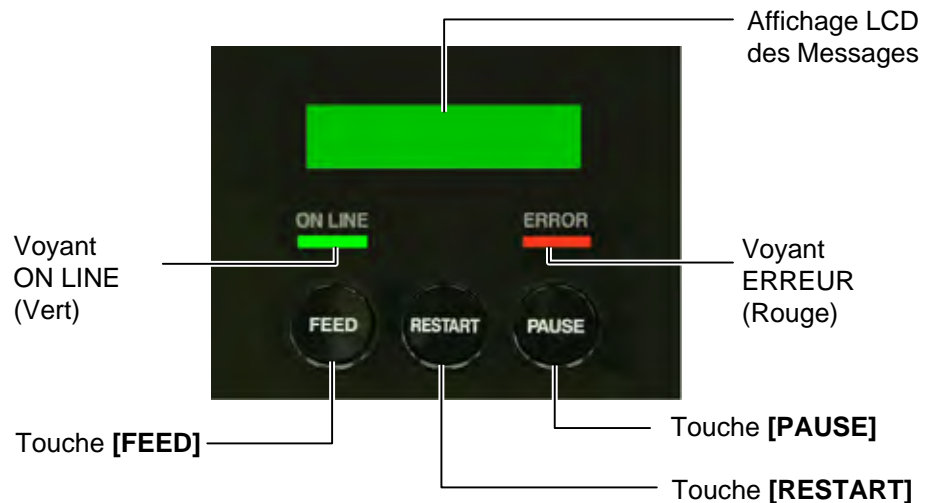 Affichage LCD
des Messages
ON LINE
ERROR
Voyant
ON LINE
(Vert)
Voyant
ERREUR
(Rouge)
FEED
RESTART
PAUSE
Touche [FEED]
Touche [PAUSE]
Touche [RESTART]